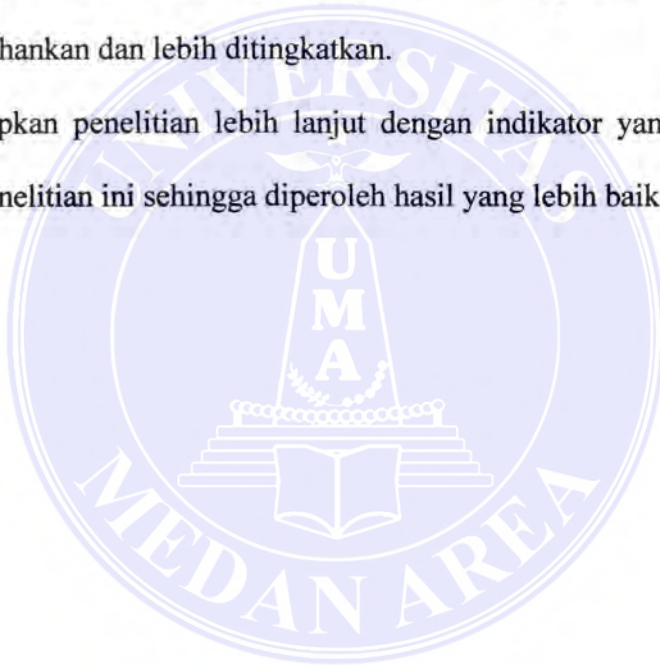 hankan dan lebih ditingkatkan.
pkan penelitian lebih lanjut dengan indikator yan
nelitian ini sehingga diperoleh hasil yang lebih baik
UNIVERSITAS
U
M
A
MEDAN AREA